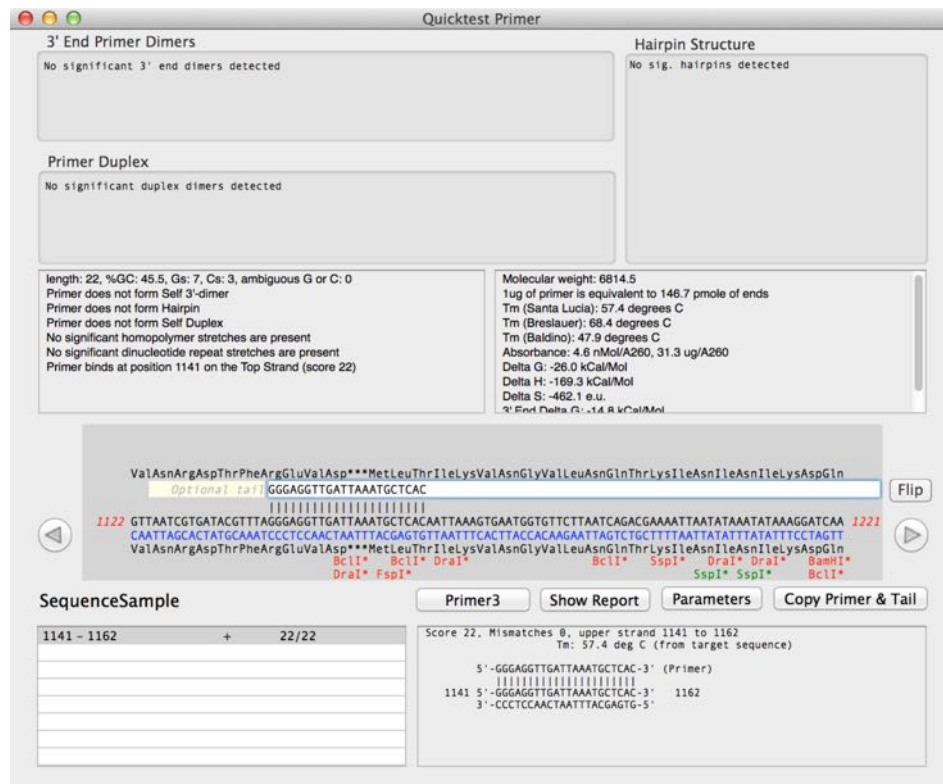 Quicktest Primer
3' End Primer Dimers
No significant 3' end dimers detected
Hairpin Structure
No sig. hairpins detected
Primer Duplex
No significant duplex dimers detected
length: 22, %GC: 45.5, Gs: 7, Cs: 3, ambiguous G or C: 0
Primer does not form Self 3'-dimer
Primer does not form Hairpin
Primer does not form Self Duplex
No significant homopolymer stretches are present
No significant dinucleotide repeat stretches are present
Primer binds at position 1141 on the Top Strand (score 22)
Molecular weight: 6814.5
1ug of primer is equivalent to 146.7 pmole of ends
Tm (Santa Lucia): 57.4 degrees C
Tm (Breslauer): 68.4 degrees C
Tm (Baldino): 47.9 degrees C
Absorbance: 4.6 nMol/A260, 31.3 ug/A260
Delta G: -26.0 kCal/Mol
Delta H: -169.3 kCal/Mol
Delta S: -462.1 e.u.
3' End Delta G: -14.8 kCal/Mol
ValAsnArgAspThrPheArgGluValAsp***MetLeuThrIleLysValAsnGlyValLeuAsnGlnThrLysIleAsnIleAsnIleLysAspGln
Optional tail GGGAGGTTGATTAAATGCTCAC
Flip
1122 GTTAATCGTGATACGTTTAGGGAGGTTGATTAAATGCTCACAATTAAAGTGAATGGTGTTCTTAATCAGACGAAAATTAATATAAATATAAAGGATCAA 1221
CAATTAGCACTATGCAAATCCCTCCAACTAATTTACGAGTGTTAATTTCACTTACCACAAGAATTAGTCTGCTTTTAATTATATTTATATTTCCTAGTT
ValAsnArgAspThrPheArgGluValAsp***MetLeuThrIleLysValAsnGlyValLeuAsnGlnThrLysIleAsnIleAsnIleLysAspGln
BclI* BclI* DraI* BclI* SspI* DraI* DraI* BamHI*
DraI* FspI* SspI* SspI* BclI*
SequenceSample
Primer3
Show Report
Parameters
Copy Primer & Tail
1141 - 1162 + 22/22
Score 22, Mismatches 0, upper strand 1141 to 1162
Tm: 57.4 deg C (from target sequence)
5'-GGGAGGTTGATTAAATGCTCAC-3' (Primer)
||||||||||||||||||||||
1141 5'-GGGAGGTTGATTAAATGCTCAC-3' 1162
3'-CCCTCCAACTAATTTACGAGTG-5'